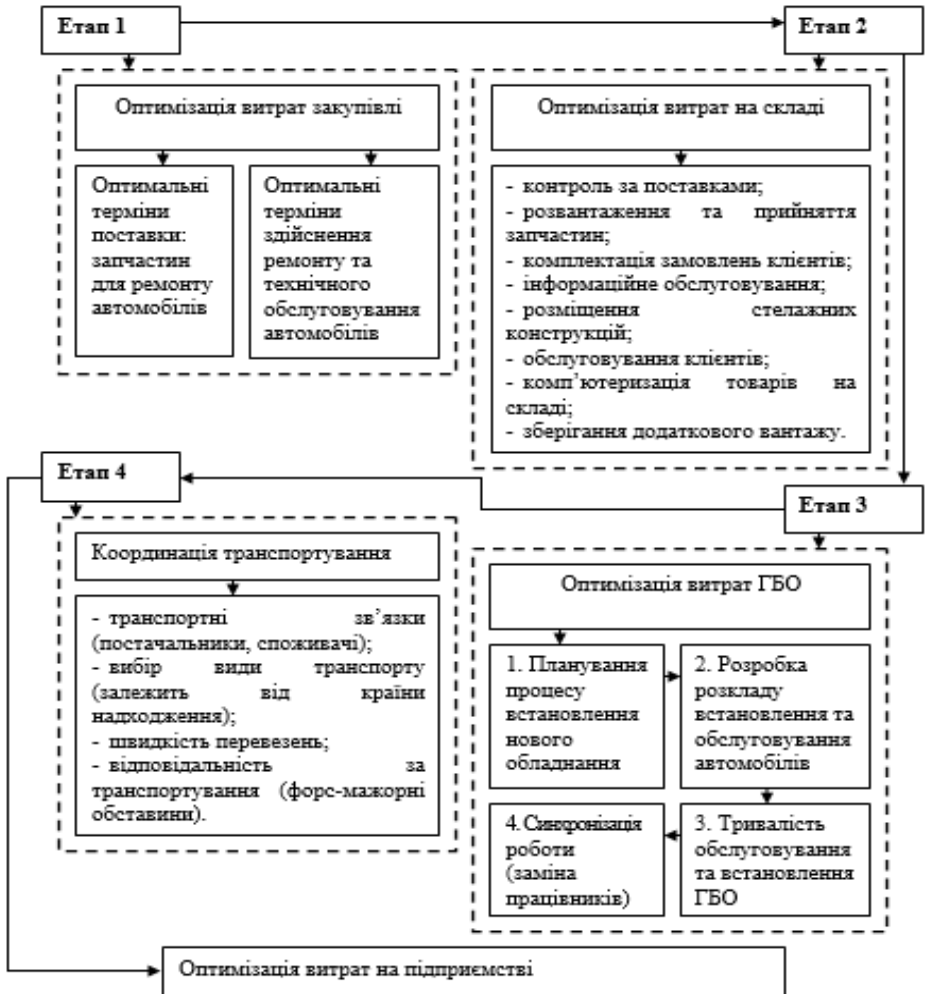 Етап 1
Етап 2
Оптимізація витрат закупівлі
Оптимальні
терміни
поставки:
запчастин
для ремонту
автомобілів
Оптимальні
терміни
здійснення
ремонту та
технічного
обслуговування
автомобілів
Оптимізація витрат на складі
- контроль за поставками;
- розвантаження та прийняття
запчастин;
- комплектація замовлень клієнтів;
- інформаційне обслуговування;
- розміщення стелажних
конструкцій;
- обслуговування клієнтів;
- комп’ютеризація товарів на
складі;
- зберігання додаткового вантажу.
Етап 4
Етап 3
Координація транспортування
- транспортні зв’язки
(постачальники, споживачі);
- вибір види транспорту
(залежить від країни
надходження);
- швидкість перевезень;
- відповідальність за
транспортування (форс-мажорні
обставини).
Оптимізація витрат ГБО
1. Планування
процесу
встановлення
нового
обладнання
2. Розробка
розкладу
встановлення та
обслуговування
автомобілів
4. Синхронізація
роботи
(заміна
працівників)
3. Тривалість
обслуговування
та встановлення
ГБО
Оптимізація витрат на підприємстві